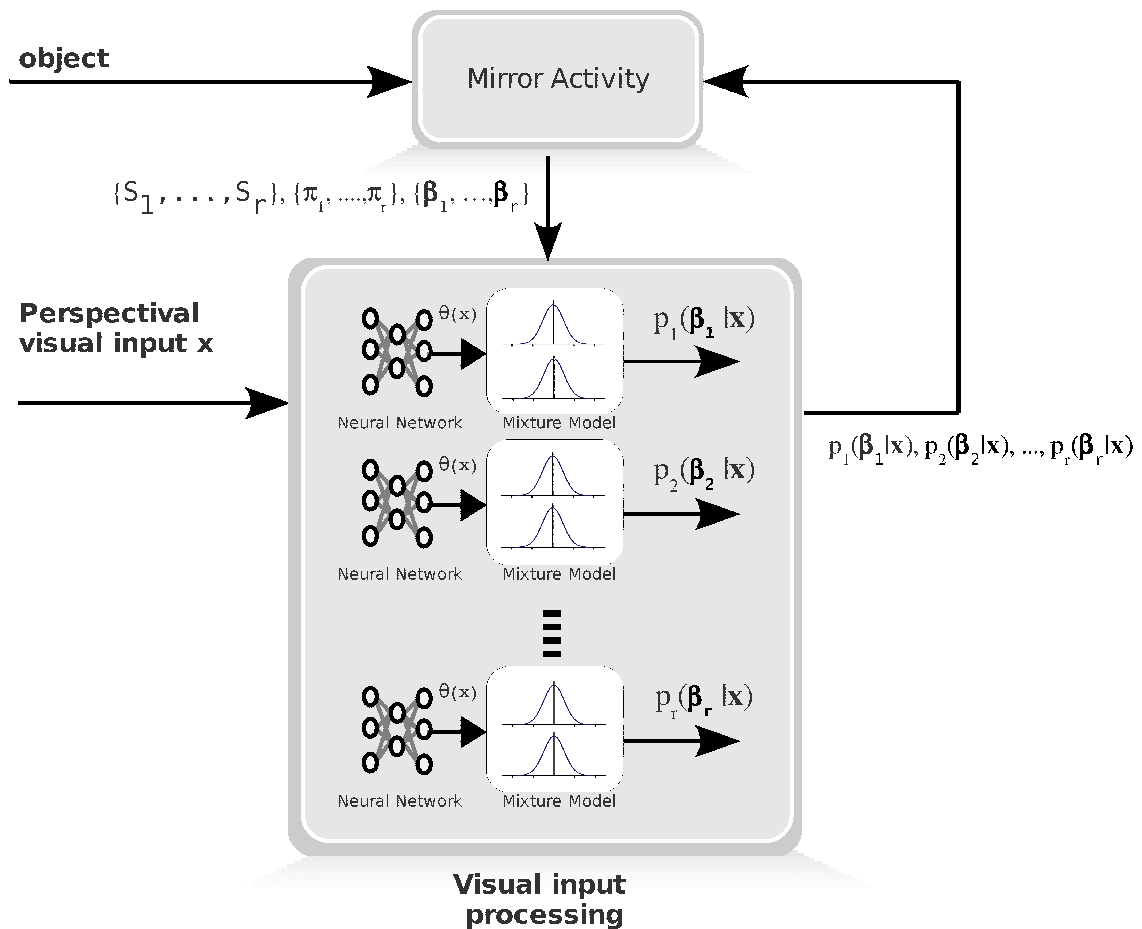 object
Mirror Activity
{S1,...,Sr}, {π1, ....,πr}, {β1, ...,βr}
Perspectival
visual input x
θ(x)
p1(β1 |x)
Neural Network
Mixture Model
p1(β1|x), p2(β2|x), ..., pr(βr|x)
θ(x)
p2(β2 |x)
Neural Network
Mixture Model
θ(x)
pr(βr |x)
Neural Network
Mixture Model
Visual input
processing